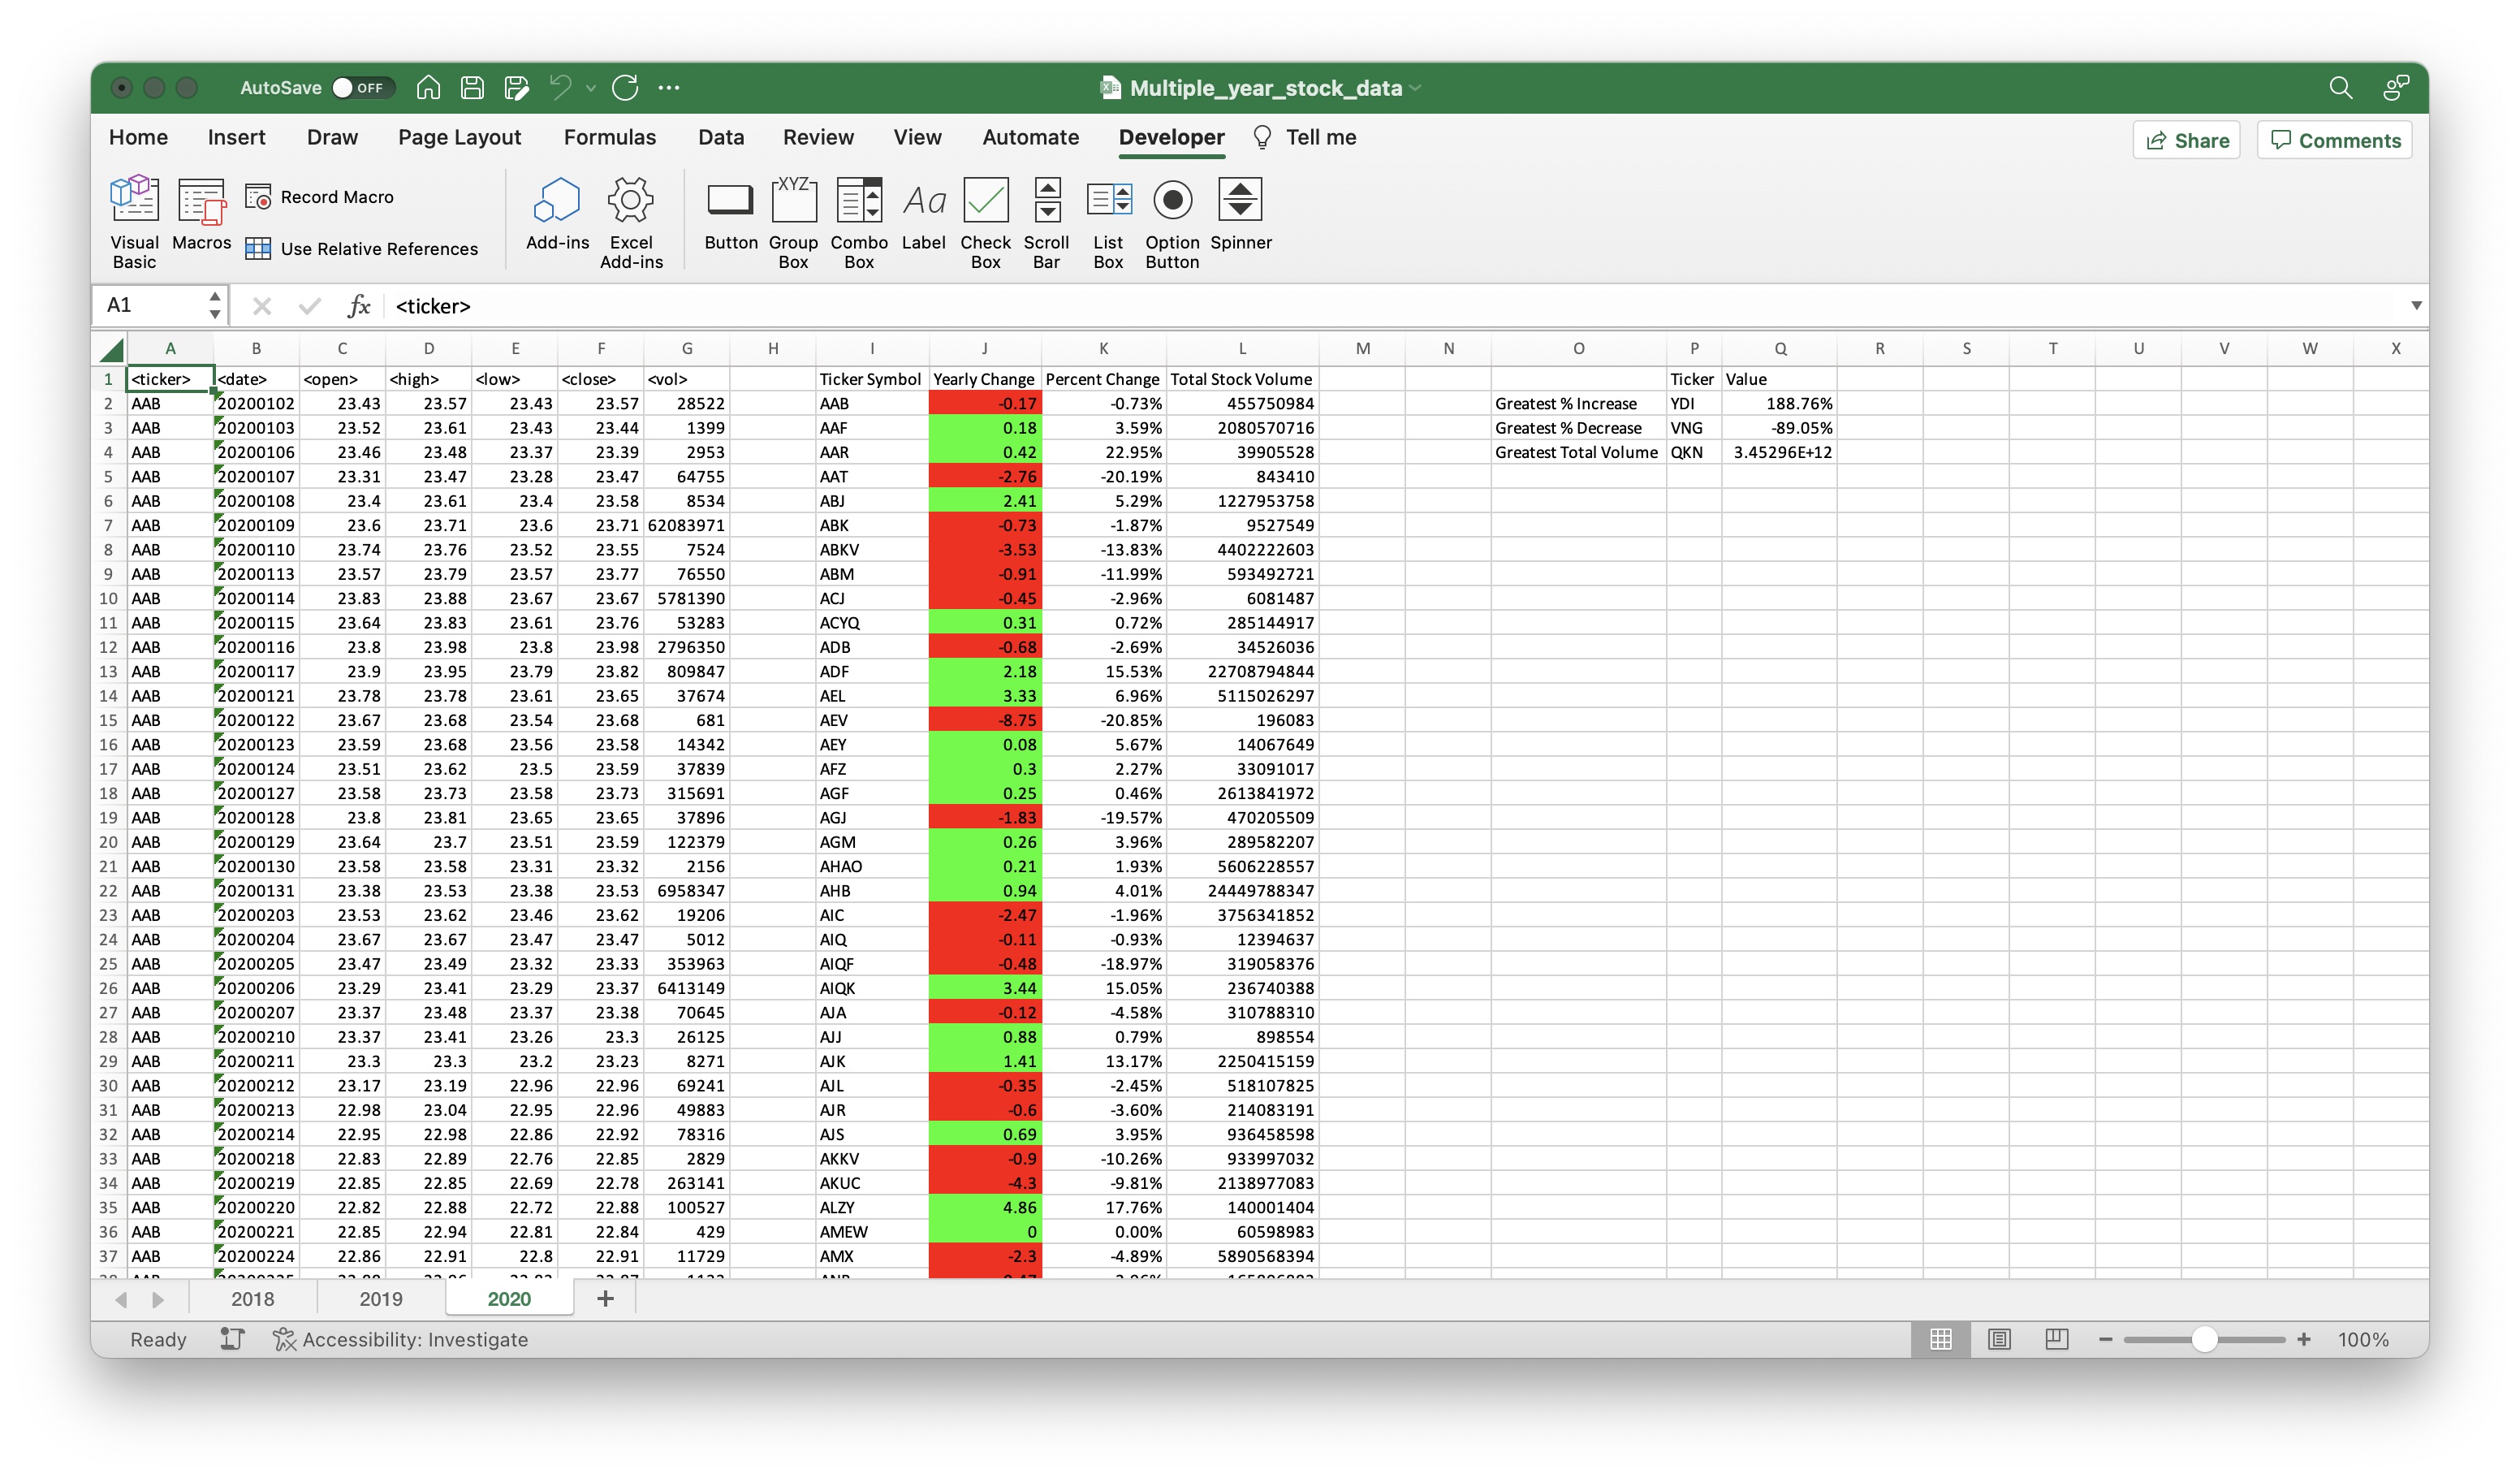 AutoSave OFF Multiple_year_stock_data
Home Insert Draw Page Layout Formulas Data Review View Automate Developer Tell me Share Comments
Visual Basic Macros Record Macro Use Relative References Add-ins Excel Add-ins Button Group Box Combo Box Label Check Box Scroll Bar List Box Option Button Spinner
XYZ Aa
A1 fx <ticker>
A B C D E F G H I J K L M N O P Q R S T U V W X
1 <ticker> <date> <open> <high> <low> <close> <vol> Ticker Symbol Yearly Change Percent Change Total Stock Volume Ticker Value
2 AAB 20200102 23.43 23.57 23.43 23.57 28522 AAB -0.17 -0.73% 455750984 Greatest % Increase YDI 188.76%
3 AAB 20200103 23.52 23.61 23.43 23.44 1399 AAF 0.18 3.59% 2080570716 Greatest % Decrease VNG -89.05%
4 AAB 20200106 23.46 23.48 23.37 23.39 2953 AAR 0.42 22.95% 39905528 Greatest Total Volume QKN 3.45296E+12
5 AAB 20200107 23.31 23.47 23.28 23.47 64755 AAT -2.76 -20.19% 843410
6 AAB 20200108 23.4 23.61 23.4 23.58 8534 ABJ 2.41 5.29% 1227953758
7 AAB 20200109 23.6 23.71 23.6 23.71 62083971 ABK -0.73 -1.87% 9527549
8 AAB 20200110 23.74 23.76 23.52 23.55 7524 ABKV -3.53 -13.83% 4402222603
9 AAB 20200113 23.57 23.79 23.57 23.77 76550 ABM -0.91 -11.99% 593492721
10 AAB 20200114 23.83 23.88 23.67 23.67 5781390 ACJ -0.45 -2.96% 6081487
11 AAB 20200115 23.64 23.83 23.61 23.76 53283 ACYQ 0.31 0.72% 285144917
12 AAB 20200116 23.8 23.98 23.8 23.98 2796350 ADB -0.68 -2.69% 34526036
13 AAB 20200117 23.9 23.95 23.79 23.82 809847 ADF 2.18 15.53% 22708794844
14 AAB 20200121 23.78 23.78 23.61 23.65 37674 AEL 3.33 6.96% 5115026297
15 AAB 20200122 23.67 23.68 23.54 23.68 681 AEV -8.75 -20.85% 196083
16 AAB 20200123 23.59 23.68 23.56 23.58 14342 AEY 0.08 5.67% 14067649
17 AAB 20200124 23.51 23.62 23.5 23.59 37839 AFZ 0.3 2.27% 33091017
18 AAB 20200127 23.58 23.73 23.58 23.73 315691 AGF 0.25 0.46% 2613841972
19 AAB 20200128 23.8 23.81 23.65 23.65 37896 AGJ -1.83 -19.57% 470205509
20 AAB 20200129 23.64 23.7 23.51 23.59 122379 AGM 0.26 3.96% 289582207
21 AAB 20200130 23.58 23.58 23.31 23.32 2156 AHAO 0.21 1.93% 5606228557
22 AAB 20200131 23.38 23.53 23.38 23.53 6958347 AHB 0.94 4.01% 24449788347
23 AAB 20200203 23.53 23.62 23.46 23.62 19206 AIC -2.47 -1.96% 3756341852
24 AAB 20200204 23.67 23.67 23.47 23.47 5012 AIQ -0.11 -0.93% 12394637
25 AAB 20200205 23.47 23.49 23.32 23.33 353963 AIQF -0.48 -18.97% 319058376
26 AAB 20200206 23.29 23.41 23.29 23.37 6413149 AIQK 3.44 15.05% 236740388
27 AAB 20200207 23.37 23.48 23.37 23.38 70645 AJA -0.12 -4.58% 310788310
28 AAB 20200210 23.37 23.41 23.26 23.3 26125 AJJ 0.88 0.79% 898554
29 AAB 20200211 23.3 23.3 23.2 23.23 8271 AJK 1.41 13.17% 2250415159
30 AAB 20200212 23.17 23.19 22.96 22.96 69241 AJL -0.35 -2.45% 518107825
31 AAB 20200213 22.98 23.04 22.95 22.96 49883 AJR -0.6 -3.60% 214083191
32 AAB 20200214 22.95 22.98 22.86 22.92 78316 AJS 0.69 3.95% 936458598
33 AAB 20200218 22.83 22.89 22.76 22.85 2829 AKKV -0.9 -10.26% 933997032
34 AAB 20200219 22.85 22.85 22.69 22.78 263141 AKUC -4.3 -9.81% 2138977083
35 AAB 20200220 22.82 22.88 22.72 22.88 100527 ALZY 4.86 17.76% 140001404
36 AAB 20200221 22.85 22.94 22.81 22.84 429 AMEW 0 0.00% 60598983
37 AAB 20200224 22.86 22.91 22.8 22.91 11729 AMX -2.3 -4.89% 5890568394
2018 2019 2020 +
Ready Accessibility: Investigate 100%